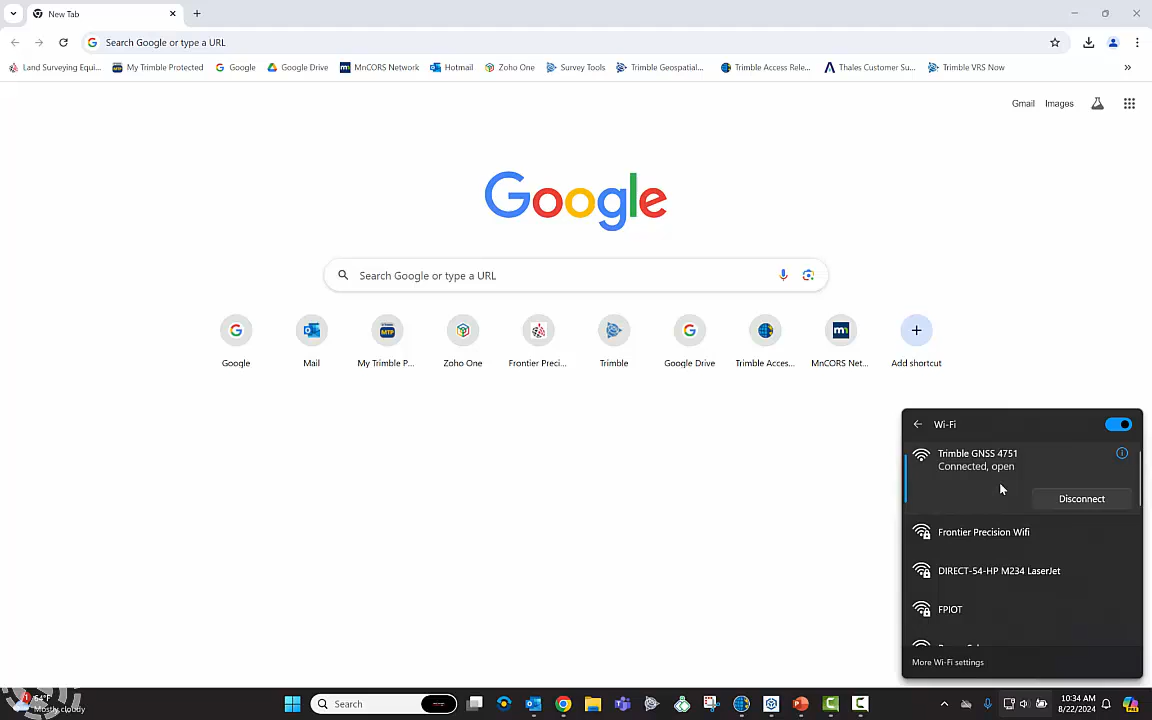 New Tab
Search Google or type a URL
Land Surveying Equi...
My Trimble Protected
Google
Google Drive
MnCORS Network
Hotmail
Zoho One
Survey Tools
Trimble Geospatial...
Trimble Access Rele...
Thales Customer Su...
Trimble VRS Now
»
Gmail
Images
Google
Search Google or type a URL
Google
Mail
My Trimble P...
Zoho One
Frontier Preci...
Trimble
Google Drive
Trimble Acces...
MnCORS Net...
Add shortcut
Wi-Fi
Trimble GNSS 4751
Connected, open
Disconnect
Frontier Precision Wifi
DIRECT-54-HP M234 LaserJet
FPIOT
More Wi-Fi settings
64°F
Mostly cloudy
Search
10:34 AM
8/22/2024